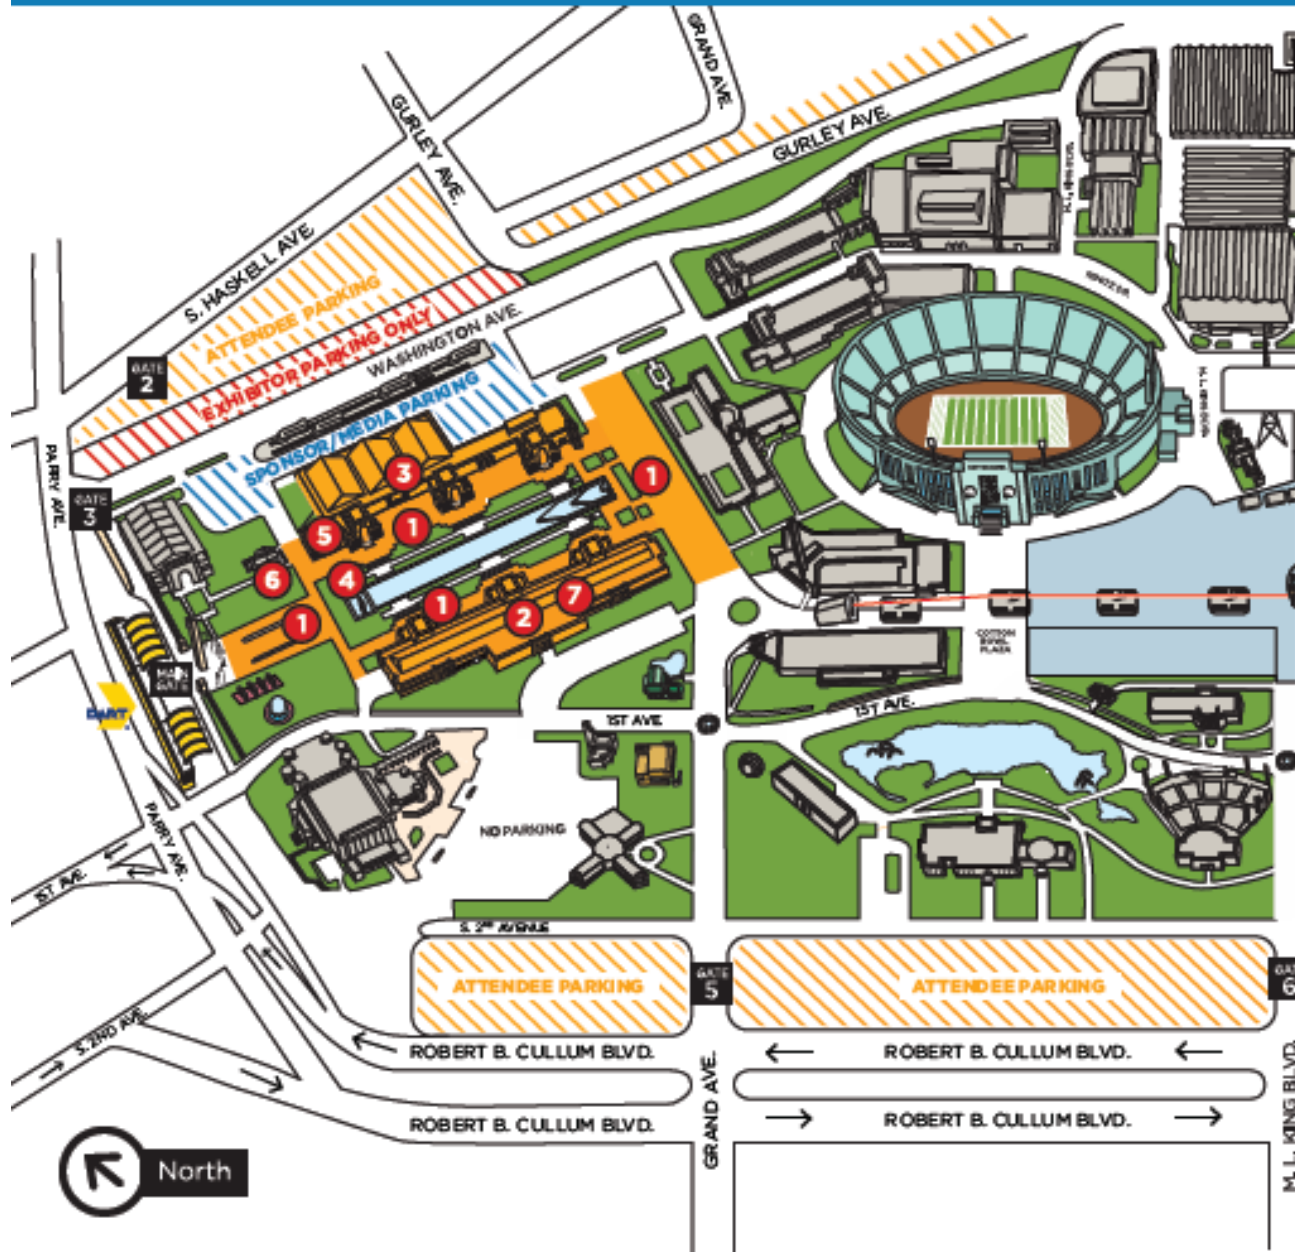 GRAND AVE.
GURLEY AVE.
GURLEY AVE.
S. HASKELL AVE.
ATTENDEE PARKING
EXHIBITOR PARKING ONLY
WASHINGTON AVE.
SPONSOR/MEDIA PARKING
GATE
2
PARRY AVE.
GATE
3
3
1
5
1
6
4
1
7
2
1
MAIN
GATE
DART
COTTON
BOWL
PLAZA
1ST AVE.
1ST AVE.
NO PARKING
PARRY AVE.
1ST AVE.
S. 2ND AVENUE
ATTENDEE PARKING
GATE
5
ATTENDEE PARKING
GATE
6
S. 2ND AVE.
ROBERT B. CULLUM BLVD.
ROBERT B. CULLUM BLVD.
ROBERT B. CULLUM BLVD.
ROBERT B. CULLUM BLVD.
GRAND AVE.
M.L. KING BLVD.
North